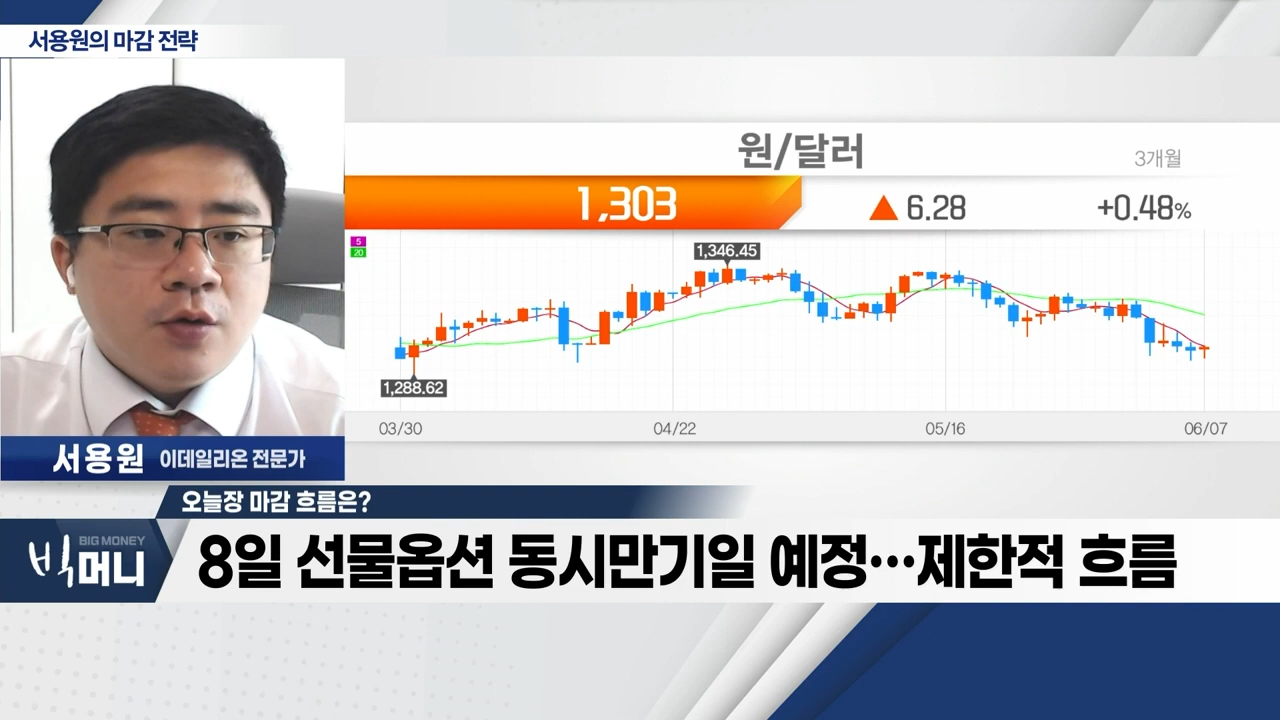 서용원의 마감 전략
원/달러
3개월
1,303
▲ 6.28
+0.48%
5
20
1,346.45
1,288.62
03/30
04/22
05/16
06/07
서용원 이데일리온 전문가
오늘장 마감 흐름은?
BIG MONEY
빅머니
8일 선물옵션 동시만기일 예정…제한적 흐름